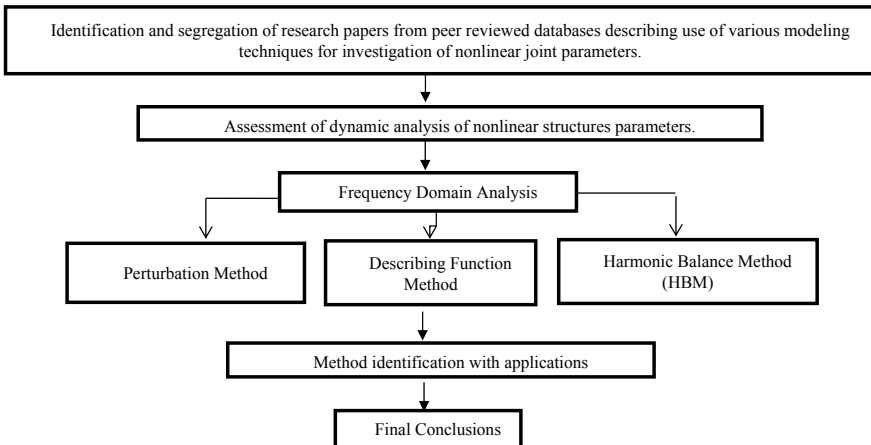 Identification and segregation of research papers from peer reviewed databases describing use of various modeling
techniques for investigation of nonlinear joint parameters.
Assessment of dynamic analysis of nonlinear structures parameters.
Frequency Domain Analysis
Perturbation Method
Describing Function
Method
Harmonic Balance Method
(HBM)
Method identification with applications
Final Conclusions